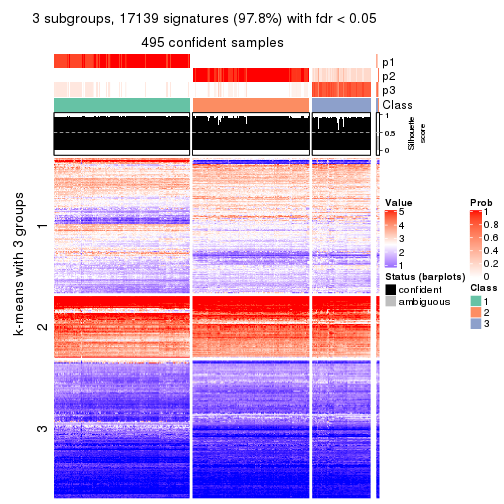 3 subgroups, 17139 signatures (97.8%) with fdr < 0.05
495 confident samples
p1
p2
p3
Class
1
0.5
0
Silhouette
score
k-means with 3 groups
1
2
3
Value
5
4
3
2
1
Status (barplots)
confident
ambiguous
Prob
1
0.8
0.6
0.4
0.2
0
Class
1
2
3